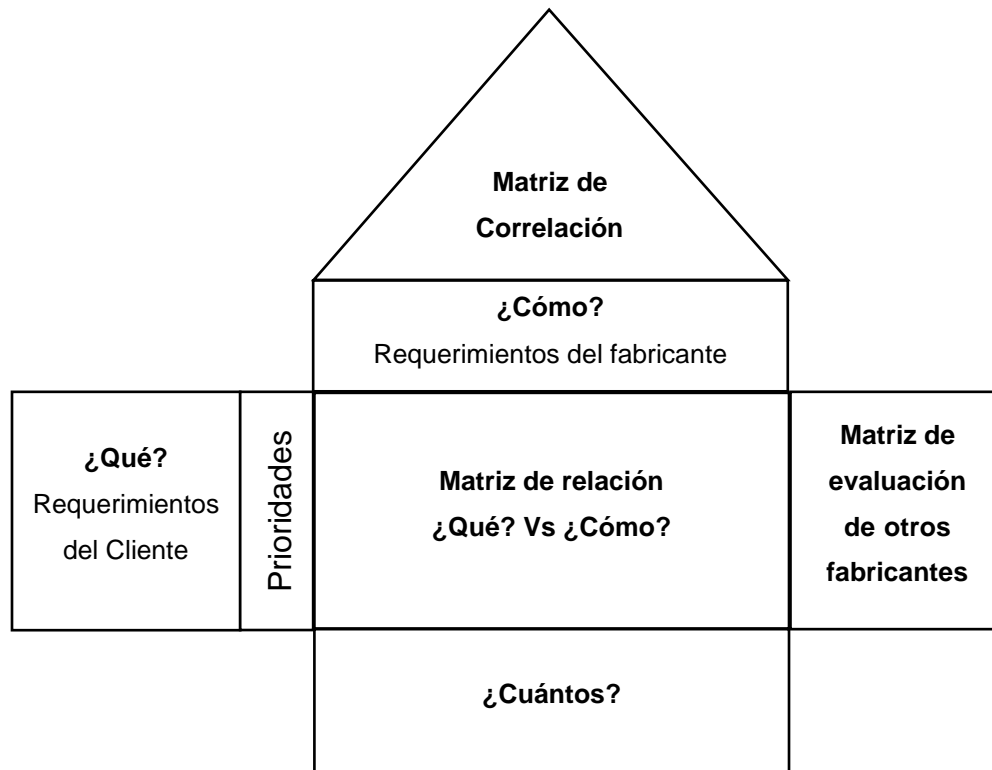 Matriz de
Correlación
¿Cómo?
Requerimientos del fabricante
¿Qué?
Requerimientos
del Cliente
Prioridades
Matriz de relación
¿Qué? Vs ¿Cómo?
Matriz de
evaluación
de otros
fabricantes
¿Cuántos?